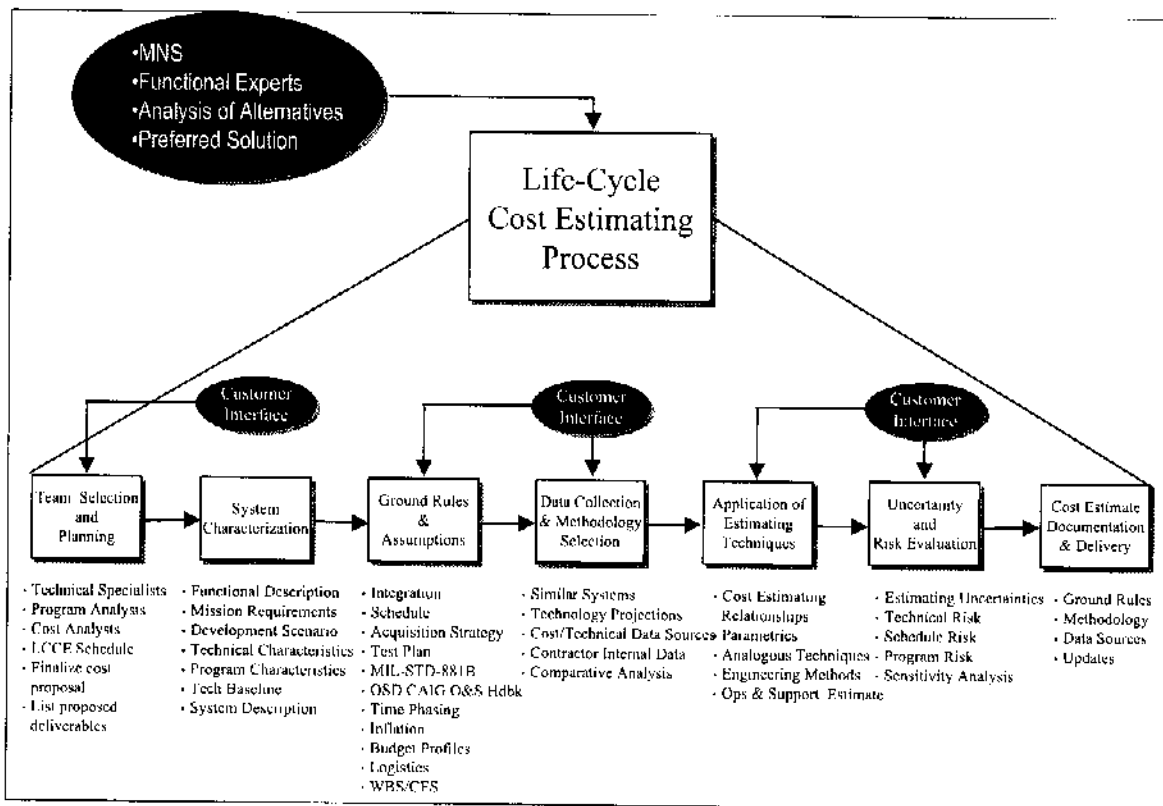 •MNS
•Functional Experts
•Analysis of Alternatives
•Preferred Solution
Life-Cycle
Cost Estimating
Process
Customer
Interface
Customer
Interface
Customer
Interface
Team Selection
and
Planning
System
Characterization
Ground Rules
&
Assumptions
Data Collection
& Methodology
Selection
Application of
Estimating
Techniques
Uncertainty
and
Risk Evaluation
Cost Estimate
Documentation
& Delivery
· Technical Specialists
· Program Analysts
· Cost Analysts
· LCCE Schedule
· Finalize cost
proposal
· List proposed
deliverables
· Functional Description
· Mission Requirements
· Development Scenario
· Technical Characteristics
· Program Characteristics
· Tech Baseline
· System Description
· Integration
· Schedule
· Acquisition Strategy
· Test Plan
· MIL-STD-881B
· OSD CAIG O&S Hdbk
· Time Phasing
· Inflation
· Budget Profiles
· Logistics
· WBS/CES
· Similar Systems
· Technology Projections
· Cost/Technical Data Sources
· Contractor Internal Data
· Comparative Analysis
· Cost Estimating
Relationships
· Parametrics
· Analogous Techniques
· Engineering Methods
· Ops & Support Estimate
· Estimating Uncertainties
· Technical Risk
· Schedule Risk
· Program Risk
· Sensitivity Analysis
· Ground Rules
· Methodology
· Data Sources
· Updates